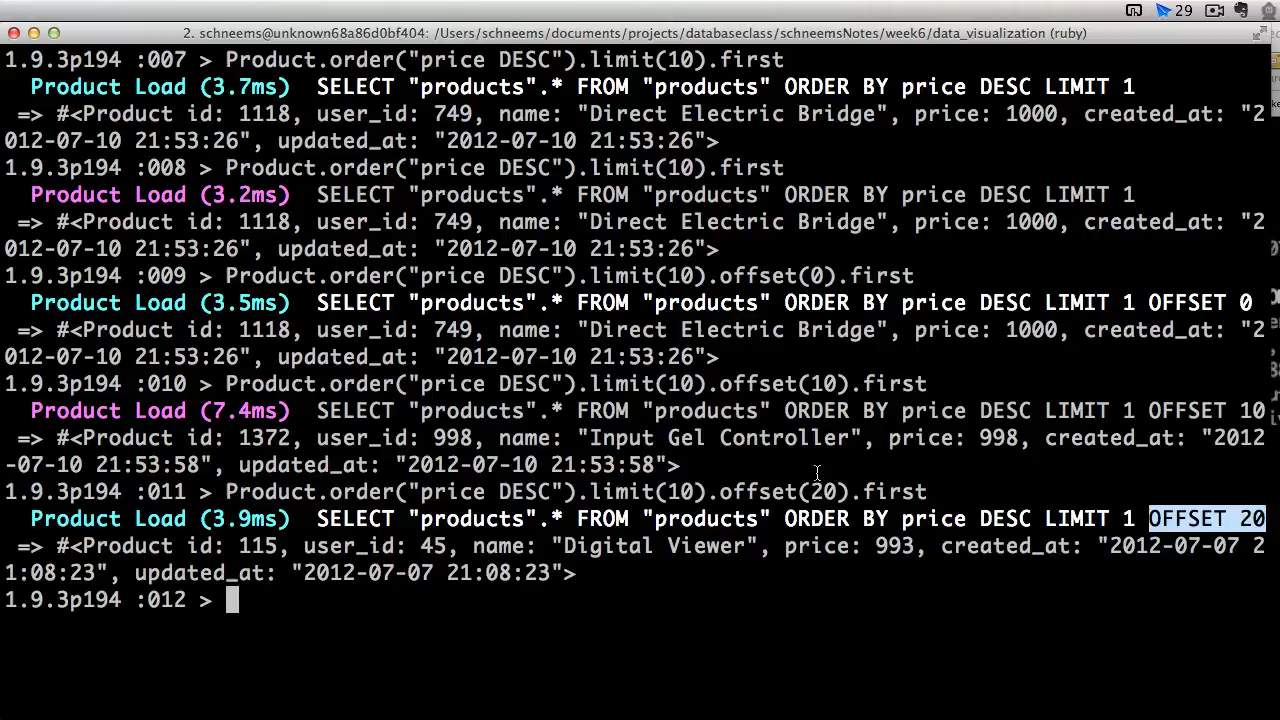 29
2. schneems@unknown68a86d0bf404: /Users/schneems/documents/projects/databaseclass/schneemsNotes/week6/data_visualization (ruby)
1.9.3p194 :007 > Product.order("price DESC").limit(10).first
Product Load (3.7ms)  SELECT "products".* FROM "products" ORDER BY price DESC LIMIT 1
=> #<Product id: 1118, user_id: 749, name: "Direct Electric Bridge", price: 1000, created_at: "2
012-07-10 21:53:26", updated_at: "2012-07-10 21:53:26">
1.9.3p194 :008 > Product.order("price DESC").limit(10).first
Product Load (3.2ms)  SELECT "products".* FROM "products" ORDER BY price DESC LIMIT 1
=> #<Product id: 1118, user_id: 749, name: "Direct Electric Bridge", price: 1000, created_at: "2
012-07-10 21:53:26", updated_at: "2012-07-10 21:53:26">
1.9.3p194 :009 > Product.order("price DESC").limit(10).offset(0).first
Product Load (3.5ms)  SELECT "products".* FROM "products" ORDER BY price DESC LIMIT 1 OFFSET 0
=> #<Product id: 1118, user_id: 749, name: "Direct Electric Bridge", price: 1000, created_at: "2
012-07-10 21:53:26", updated_at: "2012-07-10 21:53:26">
1.9.3p194 :010 > Product.order("price DESC").limit(10).offset(10).first
Product Load (7.4ms)  SELECT "products".* FROM "products" ORDER BY price DESC LIMIT 1 OFFSET 10
=> #<Product id: 1372, user_id: 998, name: "Input Gel Controller", price: 998, created_at: "2012
-07-10 21:53:58", updated_at: "2012-07-10 21:53:58">
1.9.3p194 :011 > Product.order("price DESC").limit(10).offset(20).first
Product Load (3.9ms)  SELECT "products".* FROM "products" ORDER BY price DESC LIMIT 1 OFFSET 20
=> #<Product id: 115, user_id: 45, name: "Digital Viewer", price: 993, created_at: "2012-07-07 2
1:08:23", updated_at: "2012-07-07 21:08:23">
1.9.3p194 :012 >